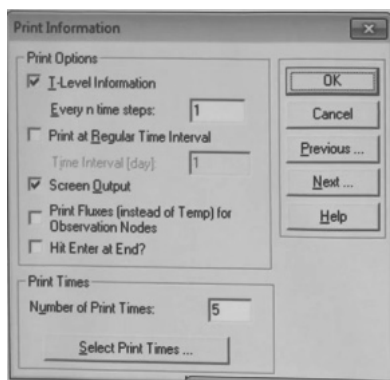 Print Information
Print Options
T-Level Information
Every n time steps: 1
Print at Regular Time Interval
Time Interval [day]: 1
Screen Output
Print Fluxes (instead of Temp) for
Observation Nodes
Hit Enter at End?
Print Times
Number of Print Times: 5
Select Print Times ...
OK
Cancel
Previous ...
Next ...
Help